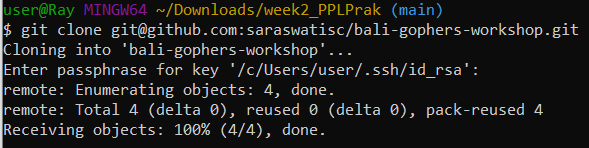 user@Ray MINGW64 ~/Downloads/week2_PPLPrak (main)
$ git clone git@github.com:saraswatisc/bali-gophers-workshop.git
Cloning into 'bali-gophers-workshop'...
Enter passphrase for key '/c/Users/user/.ssh/id_rsa':
remote: Enumerating objects: 4, done.
remote: Total 4 (delta 0), reused 0 (delta 0), pack-reused 4
Receiving objects: 100% (4/4), done.